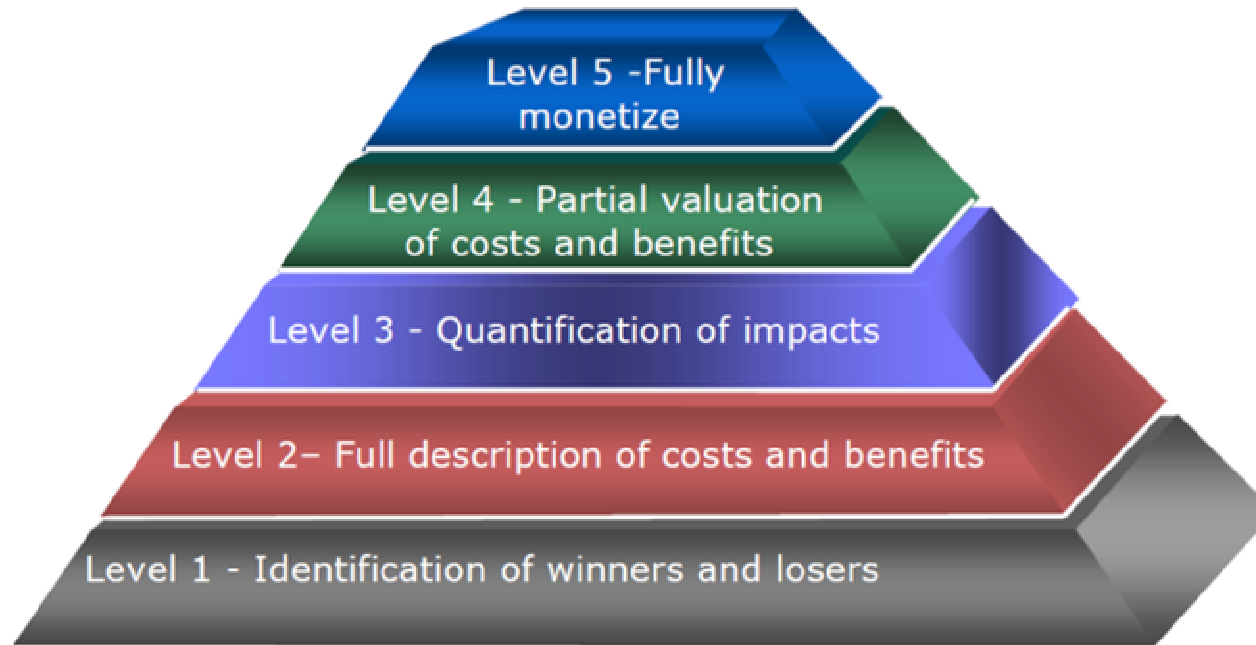 Level 5 -Fully
monetize
Level 4 - Partial valuation
of costs and benefits
Level 3 - Quantification of impacts
Level 2– Full description of costs and benefits
Level 1 - Identification of winners and losers